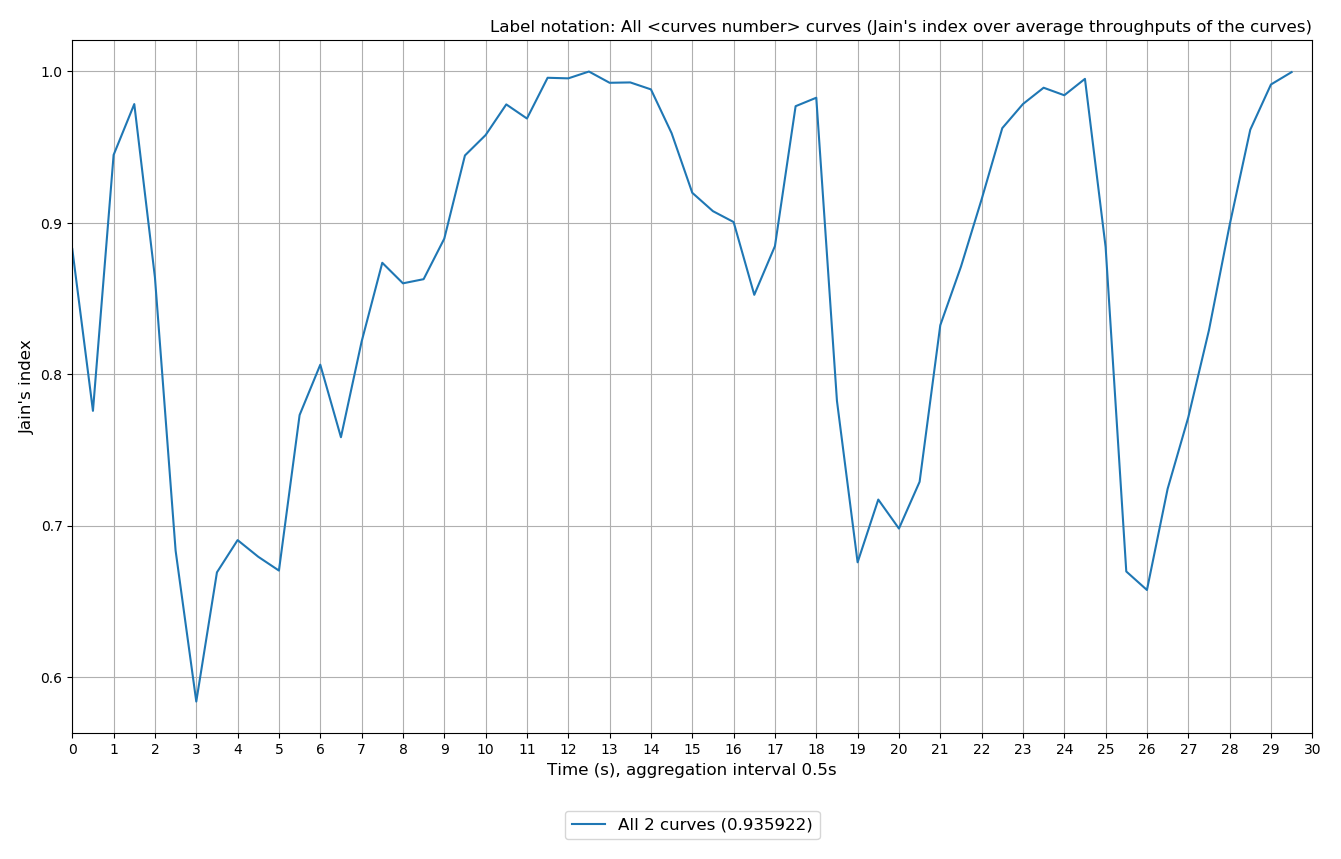 Label notation: All <curves number> curves (Jain's index over average throughputs of the curves)
1.0
0.9
0.8
0.7
0.6
Jain's index
0 1 2 3 4 5 6 7 8 9 10 11 12 13 14 15 16 17 18 19 20 21 22 23 24 25 26 27 28 29 30
Time (s), aggregation interval 0.5s
All 2 curves (0.935922)